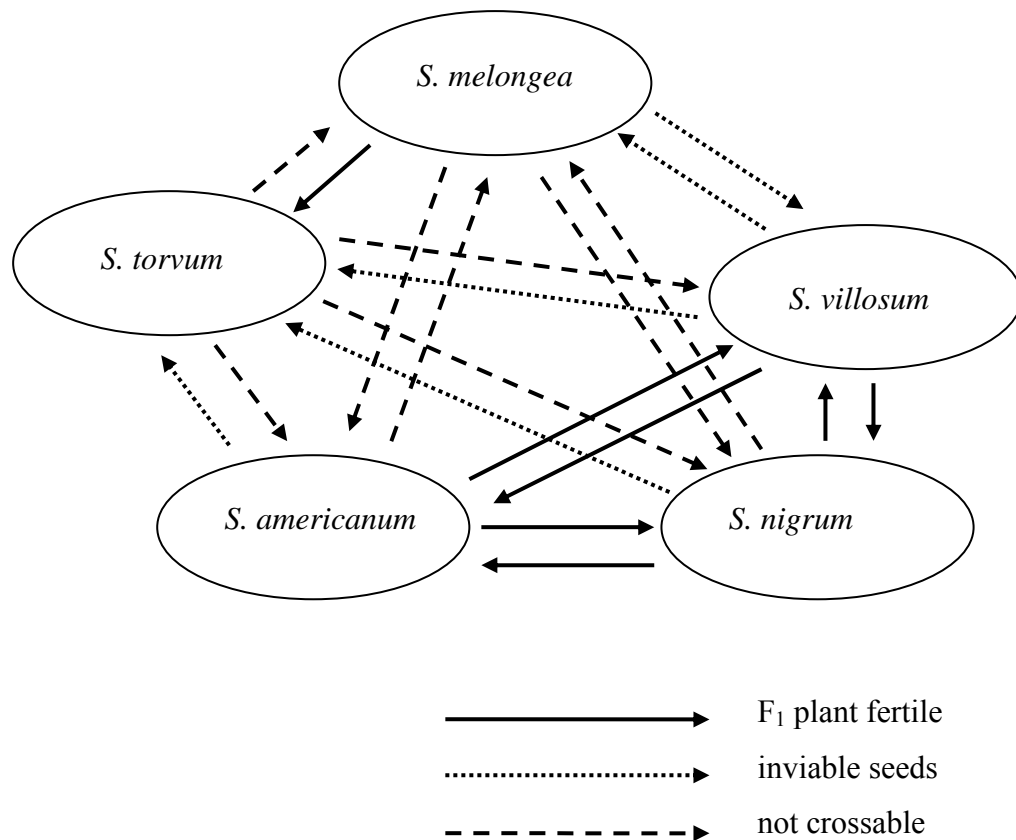 S. melongea
S. torvum
S. villosum
S. americanum
S. nigrum
F₁ plant fertile
inviable seeds
not crossable